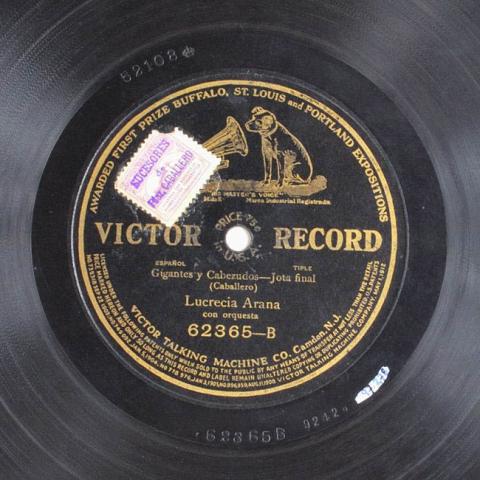 52108
AWARDED FIRST PRIZE BUFFALO, ST. LOUIS and PORTLAND EXPOSITIONS
SUCESORES
de
CABALLERO
"HIS MASTER'S VOICE"
Marca Industrial Registrada
VICTOR RECORD
PRICE 75¢
IN U.S.
ESPAÑOL TIPLE
Gigantes y Cabezudos—Jota final
(Caballero)
Lucrecia Arana
con orquesta
62365—B
VICTOR TALKING MACHINE CO. Camden, N.J.
62365B
9242